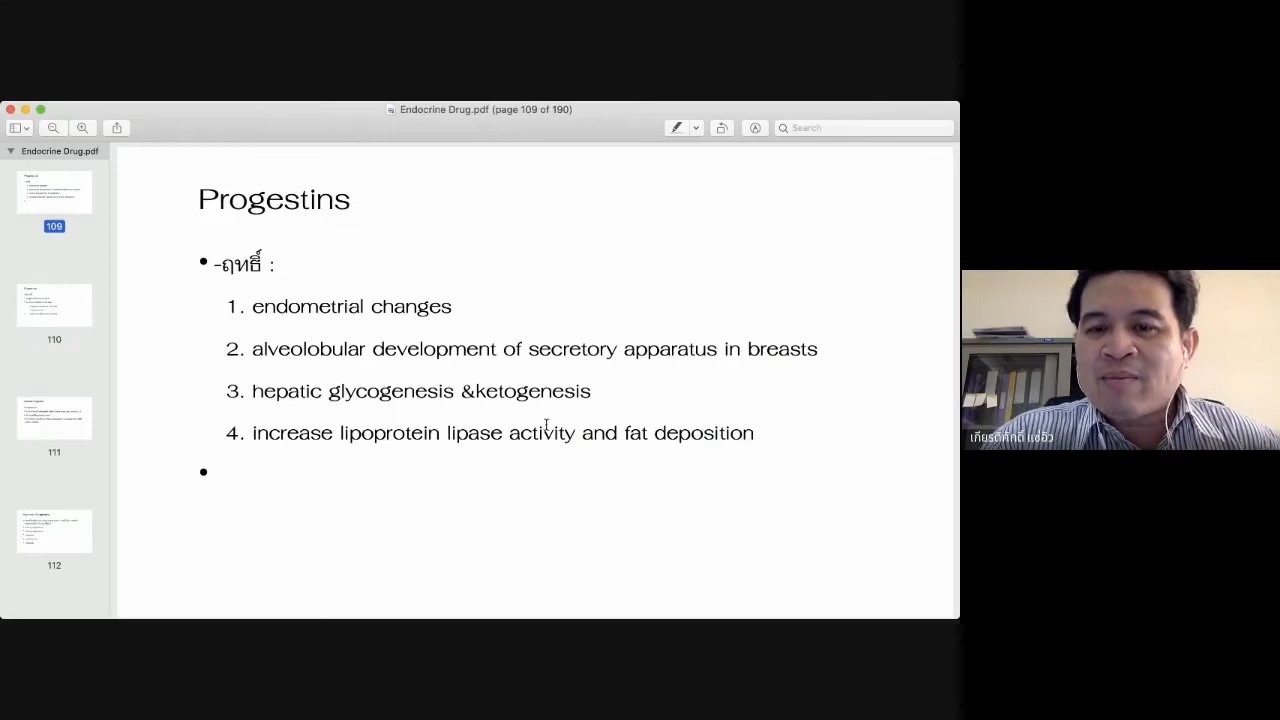 Endocrine Drug.pdf (page 109 of 190)
Search
Endocrine Drug.pdf
109
110
111
112
Progestins
• -ฤทธิ์ :
1. endometrial changes
2. alveolobular development of secretory apparatus in breasts
3. hepatic glycogenesis &ketogenesis
4. increase lipoprotein lipase activity and fat deposition
•
เกียรติศักดิ์ แซ่อิว